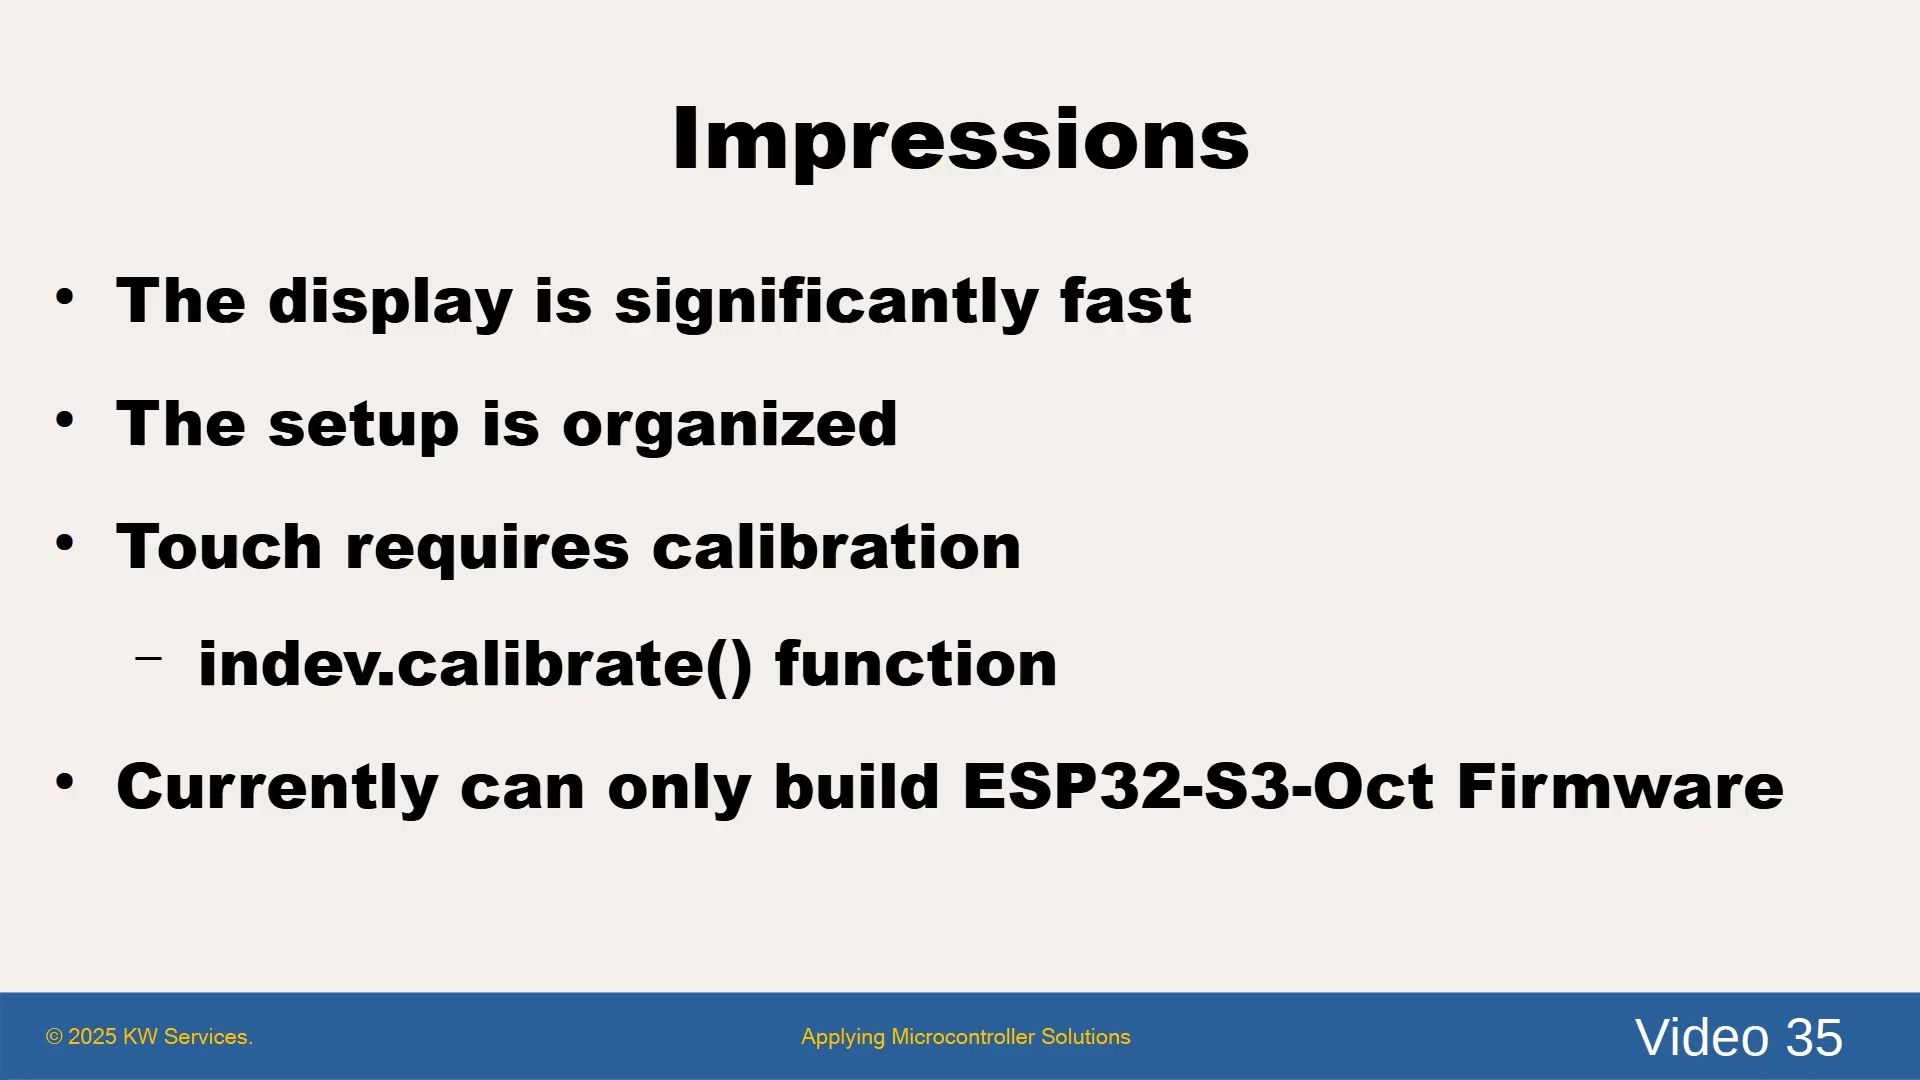 Impressions
• The display is significantly fast
• The setup is organized
• Touch requires calibration
– indev.calibrate() function
• Currently can only build ESP32-S3-Oct Firmware
© 2025 KW Services.
Applying Microcontroller Solutions
Video 35